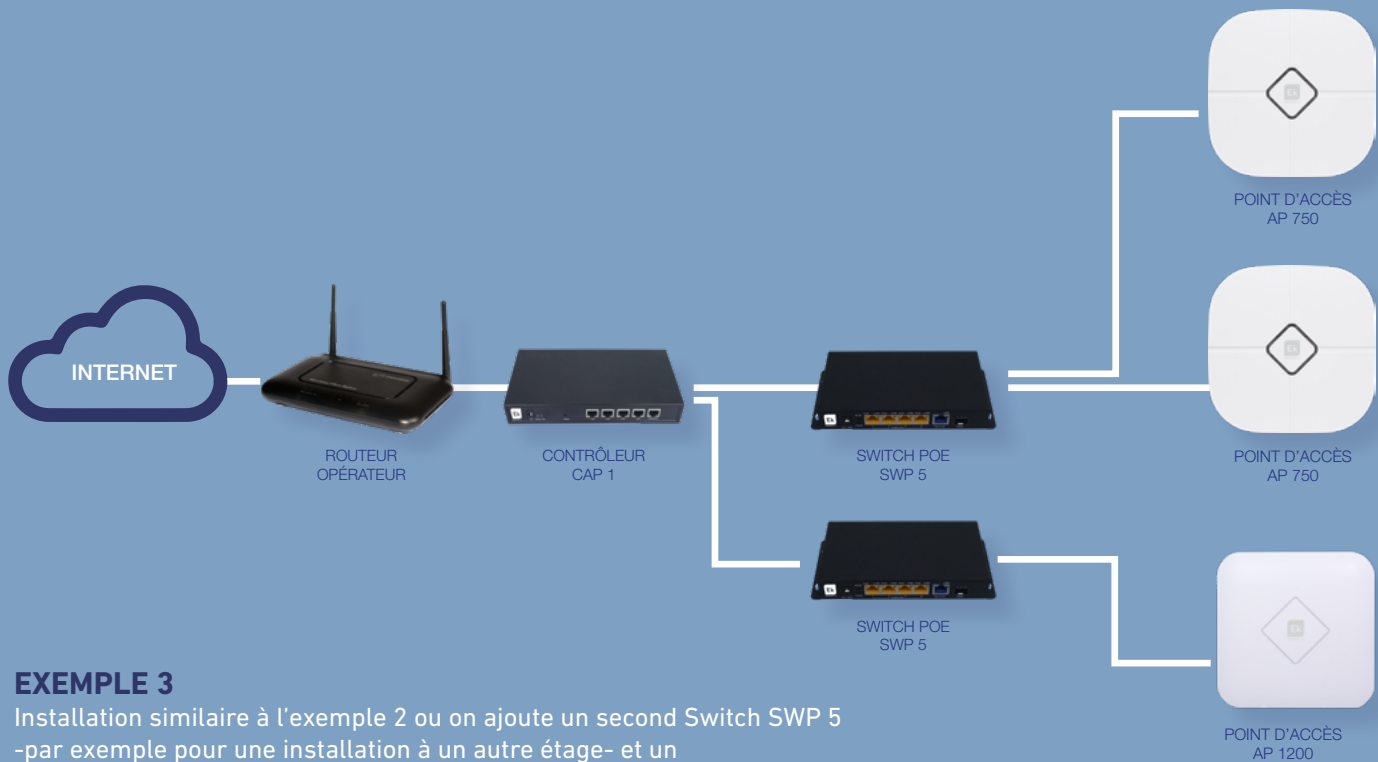 POINT D'ACCÈS
AP 750
INTERNET
ROUTEUR
OPÉRATEUR
CONTRÔLEUR
CAP 1
SWITCH POE
SWP 5
POINT D'ACCÈS
AP 750
SWITCH POE
SWP 5
POINT D'ACCÈS
AP 1200
EXEMPLE 3
Installation similaire à l'exemple 2 ou on ajoute un second Switch SWP 5
-par exemple pour une installation à un autre étage- et un